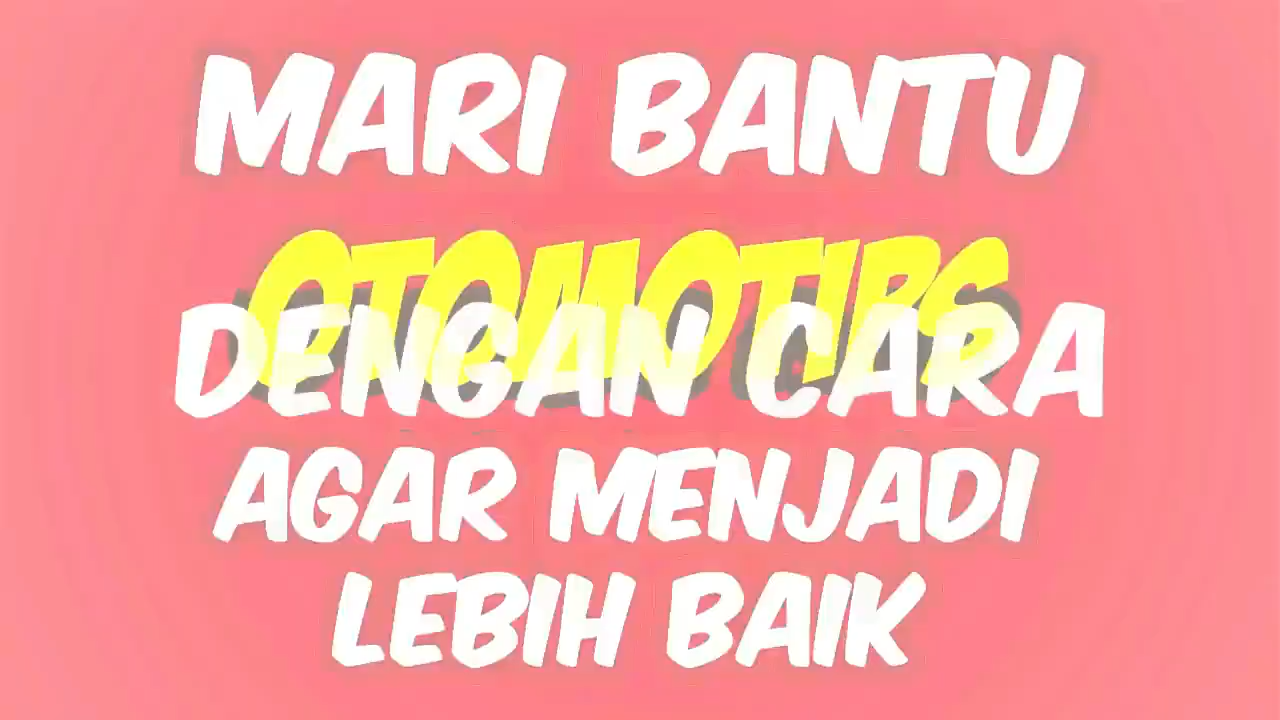 MARI BANTU
OTOMOTIPS
DENGAN CARA
AGAR MENJADI
LEBIH BAIK